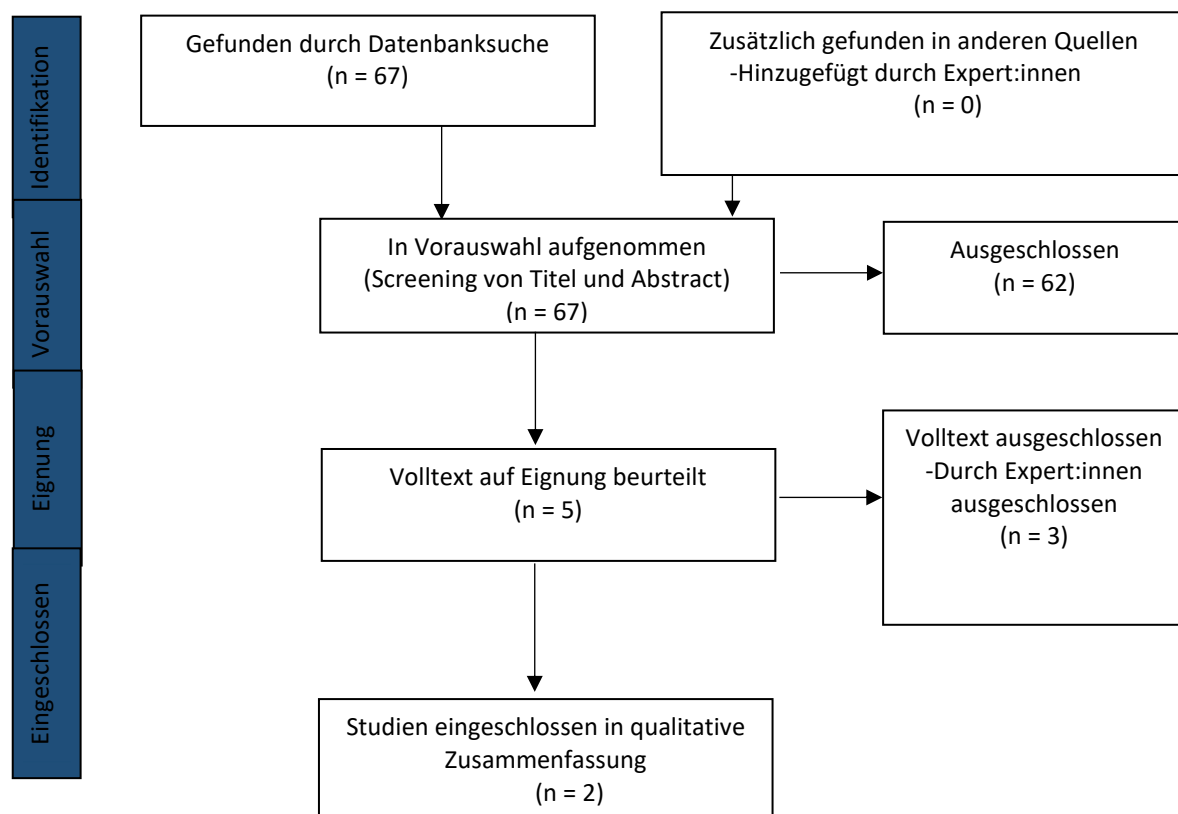 Identifikation
Gefunden durch Datenbanksuche
(n = 67)
Zusätzlich gefunden in anderen Quellen
-Hinzugefügt durch Expert:innen
(n = 0)
Vorauswahl
In Vorauswahl aufgenommen
(Screening von Titel und Abstract)
(n = 67)
Ausgeschlossen
(n = 62)
Eignung
Volltext auf Eignung beurteilt
(n = 5)
Volltext ausgeschlossen
-Durch Expert:innen
ausgeschlossen
(n = 3)
Eingeschlossen
Studien eingeschlossen in qualitative
Zusammenfassung
(n = 2)